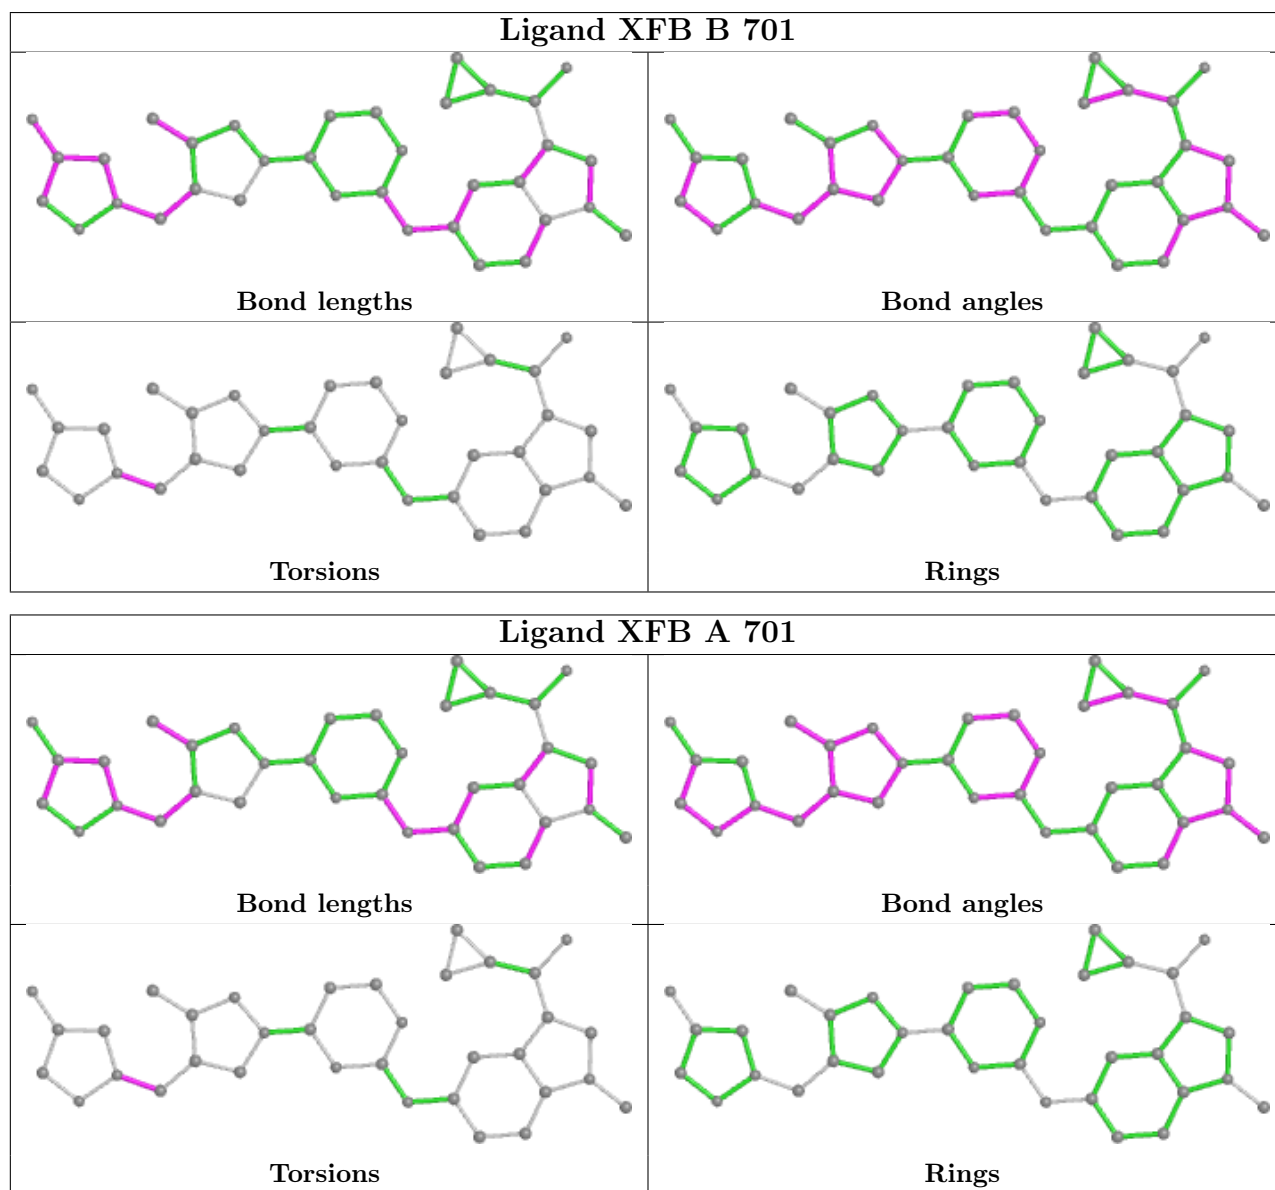 Ligand XFB B 701
Bond lengths
Bond angles
Torsions
Rings
Ligand XFB A 701
Bond lengths
Bond angles
Torsions
Rings